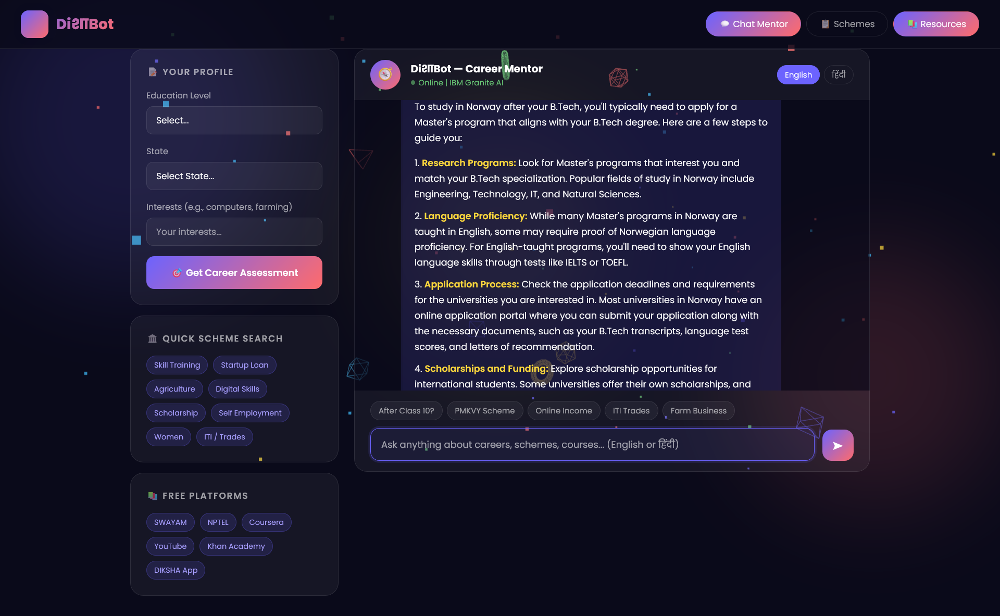 DiशाBot
💬 Chat Mentor
📋 Schemes
📚 Resources
📝 YOUR PROFILE
Education Level
Select...
State
Select State...
Interests (e.g., computers, farming)
Your interests...
🎯 Get Career Assessment
🏛️ QUICK SCHEME SEARCH
Skill Training
Startup Loan
Agriculture
Digital Skills
Scholarship
Self Employment
Women
ITI / Trades
📚 FREE PLATFORMS
SWAYAM
NPTEL
Coursera
YouTube
Khan Academy
DIKSHA App
DiशाBot — Career Mentor
Online | IBM Granite AI
English
हिंदी
To study in Norway after your B.Tech, you'll typically need to apply for a
Master's program that aligns with your B.Tech degree. Here are a few steps to
guide you:
1. Research Programs: Look for Master's programs that interest you and
match your B.Tech specialization. Popular fields of study in Norway include
Engineering, Technology, IT, and Natural Sciences.
2. Language Proficiency: While many Master's programs in Norway are
taught in English, some may require proof of Norwegian language
proficiency. For English-taught programs, you'll need to show your English
language skills through tests like IELTS or TOEFL.
3. Application Process: Check the application deadlines and requirements
for the universities you are interested in. Most universities in Norway have an
online application portal where you can submit your application along with
the necessary documents, such as your B.Tech transcripts, language test
scores, and letters of recommendation.
4. Scholarships and Funding: Explore scholarship opportunities for
international students. Some universities offer their own scholarships, and
After Class 10?
PMKVY Scheme
Online Income
ITI Trades
Farm Business
Ask anything about careers, schemes, courses... (English or हिंदी)